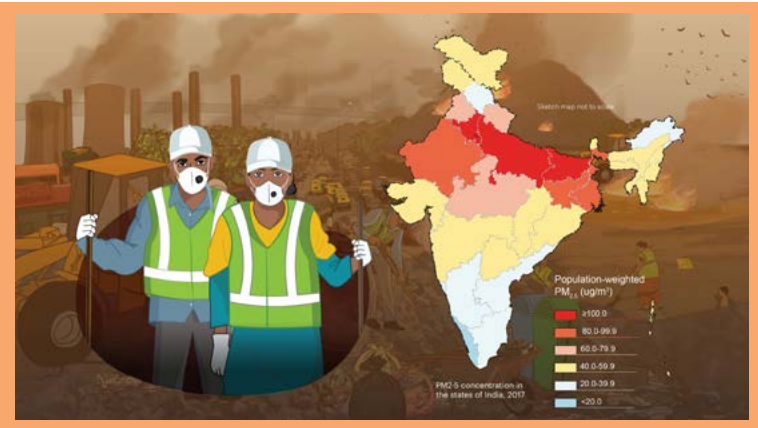 Sketch map not to scale
Population-weighted
PM2.5 (ug/m³)
≥100.0
80.0-99.9
60.0-79.9
40.0-59.9
20.0-39.9
<20.0
PM2-5 concentration in
the states of India, 2017